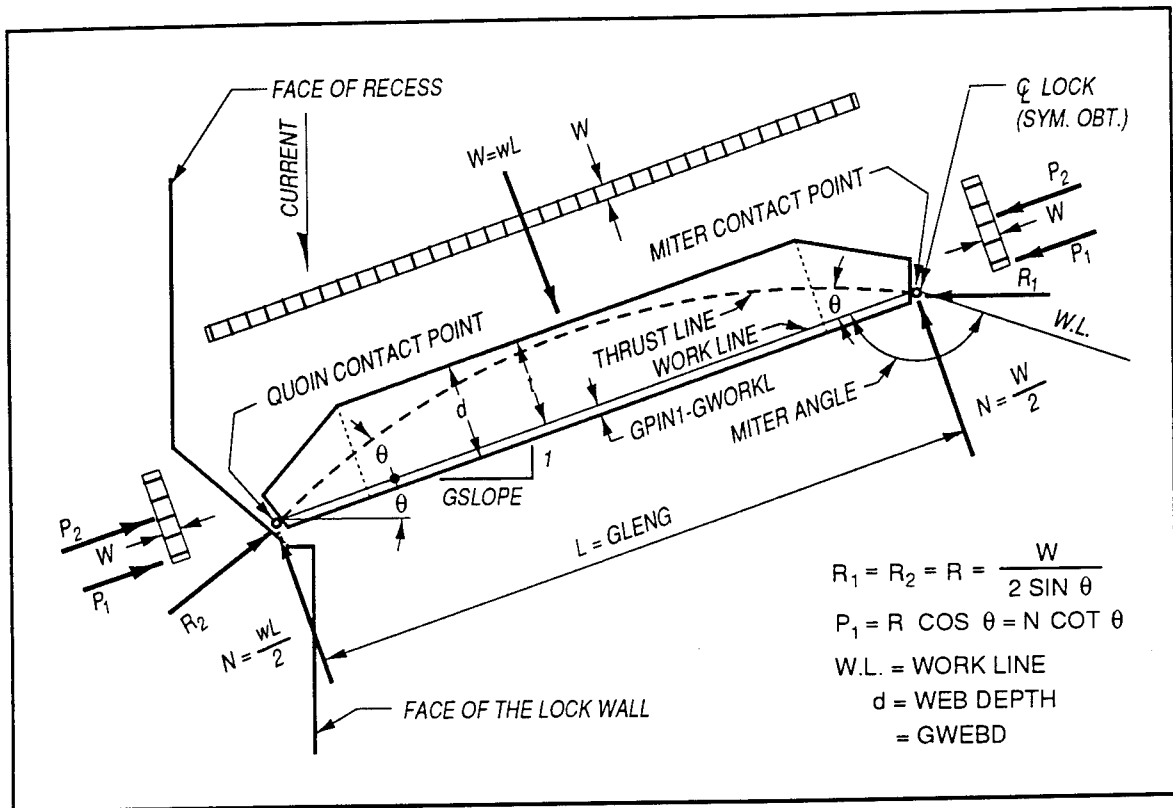 FACE OF RECESS
℄ LOCK
(SYM. OBT.)
CURRENT
W=wL
W
MITER CONTACT POINT
P₂
W
P₁
R₁
θ
THRUST LINE
WORK LINE
W.L.
QUOIN CONTACT POINT
d
t
GPIN1-GWORKL
MITER ANGLE
N = W/2
θ
1
GSLOPE
θ
P₂
W
P₁
L = GLENG
R₂
N = wL/2
R₁ = R₂ = R = W / 2 SIN θ
P₁ = R COS θ = N COT θ
W.L. = WORK LINE
d = WEB DEPTH
= GWEBD
FACE OF THE LOCK WALL